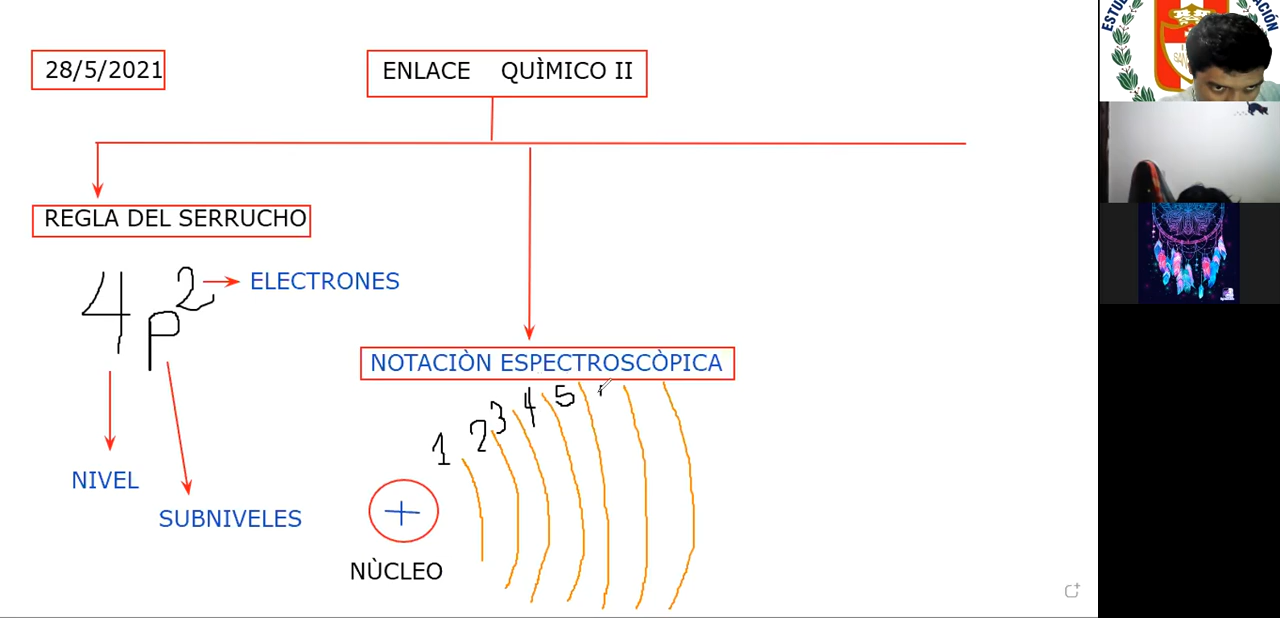 28/5/2021
ENLACE QUÌMICO II
REGLA DEL SERRUCHO
4p2
ELECTRONES
NIVEL
SUBNIVELES
NOTACIÒN ESPECTROSCÒPICA
1 2 3 4 5
+
NÙCLEO